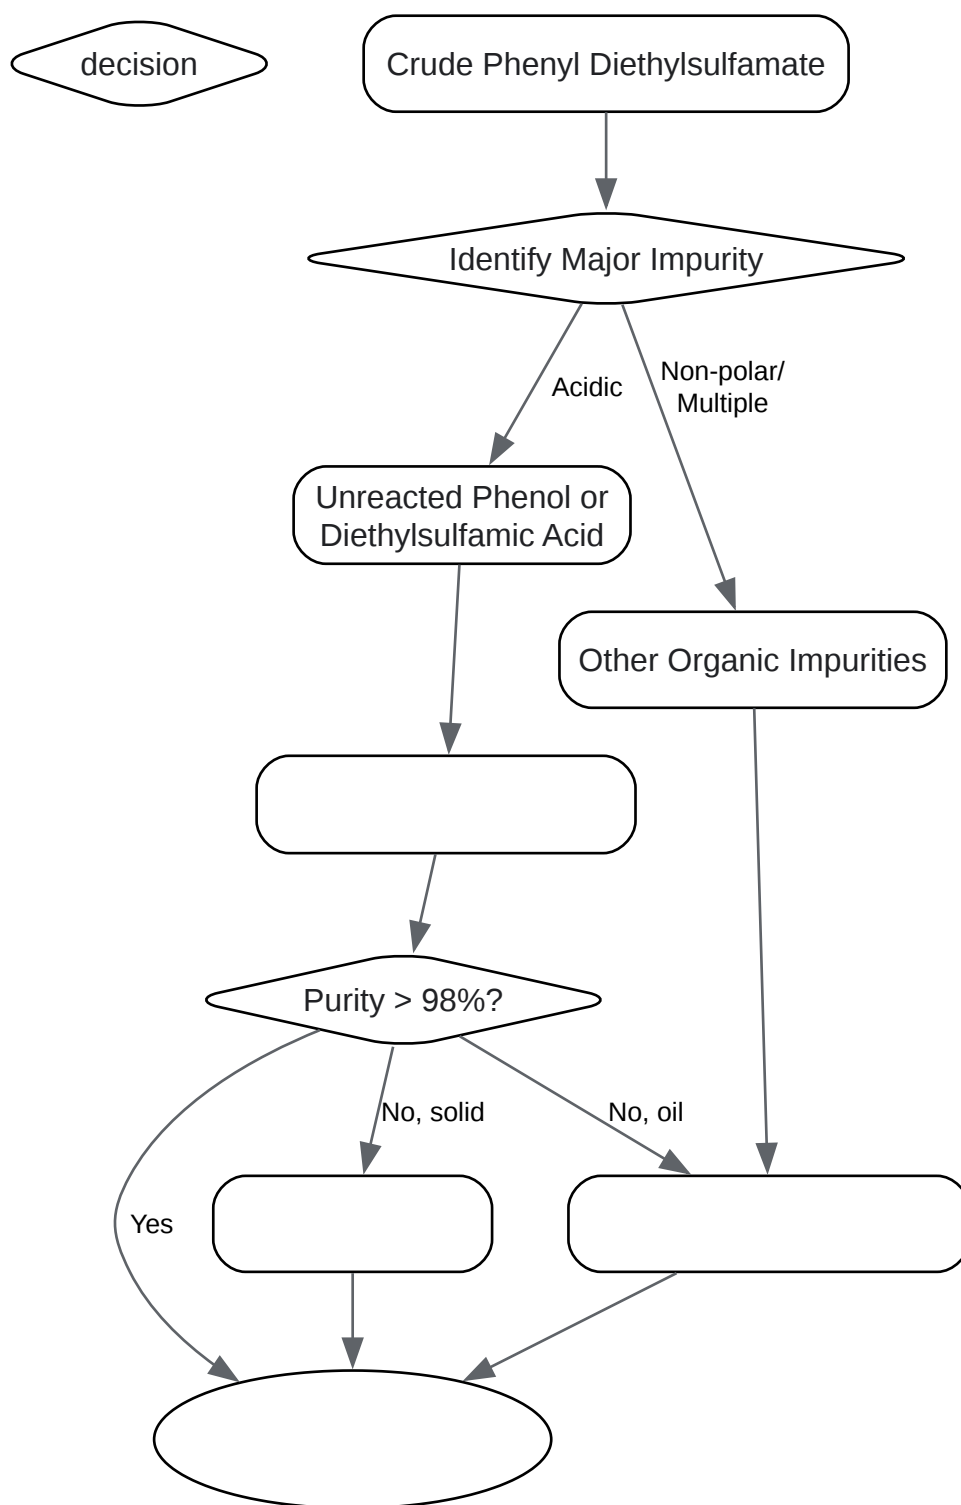 decision
Crude Phenyl Diethylsulfamate
Identify Major Impurity
Acidic
Non-polar/
Multiple
Unreacted Phenol or
Diethylsulfamic Acid
Other Organic Impurities
Purity > 98%?
No, solid
No, oil
Yes